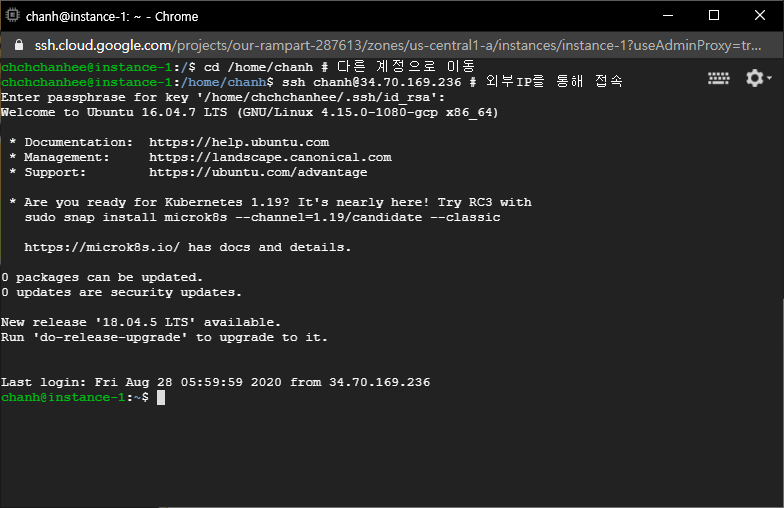 chanh@instance-1: ~ - Chrome
ssh.cloud.google.com/projects/our-rampart-287613/zones/us-central1-a/instances/instance-1?useAdminProxy=tr...
chchchanhee@instance-1:/$ cd /home/chanh # 다른 계정으로 이동
chchchanhee@instance-1:/home/chanh$ ssh chanh@34.70.169.236 # 외부IP를 통해 접속
Enter passphrase for key '/home/chchchanhee/.ssh/id_rsa':
Welcome to Ubuntu 16.04.7 LTS (GNU/Linux 4.15.0-1080-gcp x86_64)
* Documentation:  https://help.ubuntu.com
* Management:     https://landscape.canonical.com
* Support:        https://ubuntu.com/advantage
* Are you ready for Kubernetes 1.19? It's nearly here! Try RC3 with
sudo snap install microk8s --channel=1.19/candidate --classic
https://microk8s.io/ has docs and details.
0 packages can be updated.
0 updates are security updates.
New release '18.04.5 LTS' available.
Run 'do-release-upgrade' to upgrade to it.
Last login: Fri Aug 28 05:59:59 2020 from 34.70.169.236
chanh@instance-1:~$